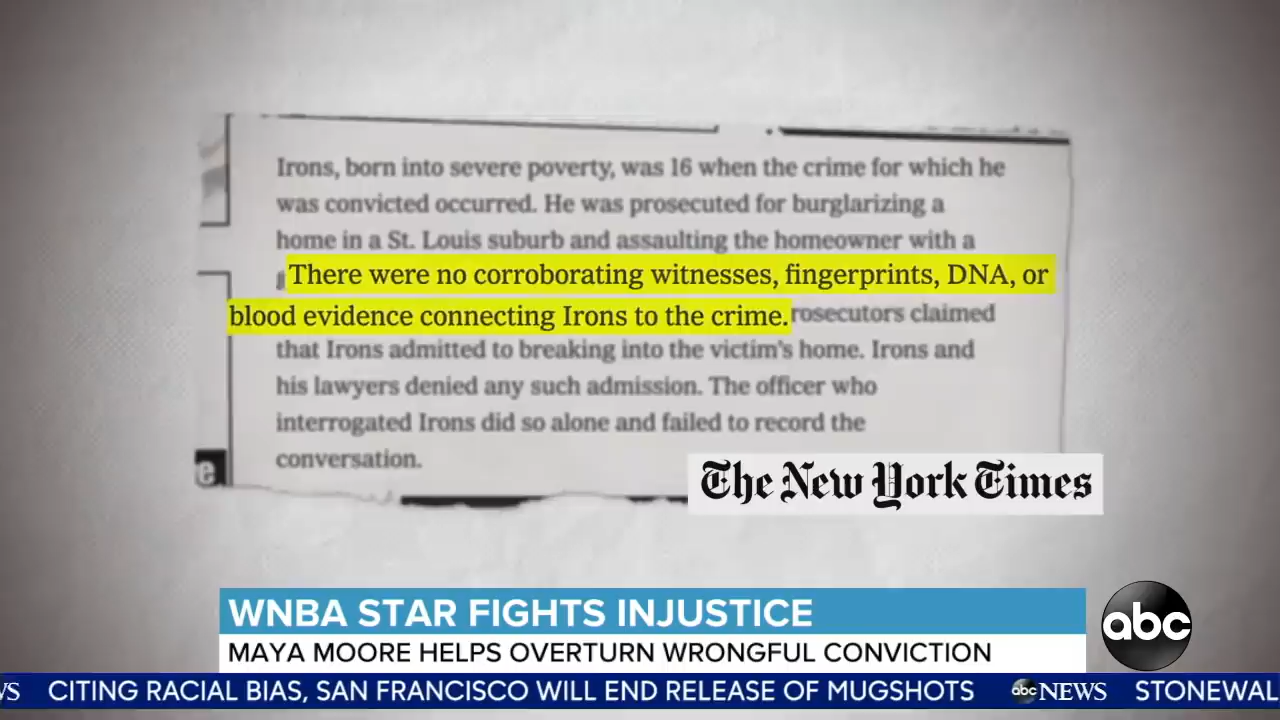 Irons, born into severe poverty, was 16 when the crime for which he
was convicted occurred. He was prosecuted for burglarizing a
home in a St. Louis suburb and assaulting the homeowner with a
There were no corroborating witnesses, fingerprints, DNA, or
blood evidence connecting Irons to the crime. rosecutors claimed
that Irons admitted to breaking into the victim's home. Irons and
his lawyers denied any such admission. The officer who
interrogated Irons did so alone and failed to record the
conversation.
e
The New York Times
WNBA STAR FIGHTS INJUSTICE
abc
MAYA MOORE HELPS OVERTURN WRONGFUL CONVICTION
WS CITING RACIAL BIAS, SAN FRANCISCO WILL END RELEASE OF MUGSHOTS abc NEWS STONEWAL